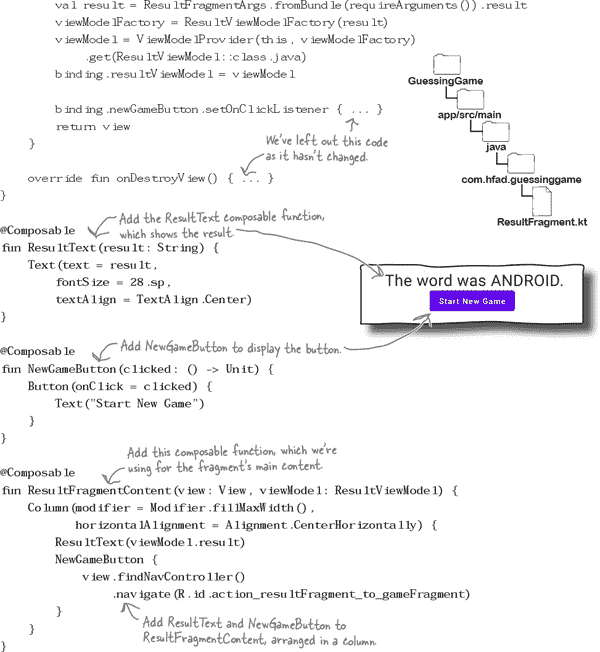 val result = ResultFragmentArgs.fromBundle(requireArguments()).result
viewModelFactory = ResultViewModelFactory(result)
viewModel = ViewModelProvider(this, viewModelFactory)
.get(ResultViewModel::class.java)
binding.resultViewModel = viewModel
binding.newGameButton.setOnClickListener { ... }
return view
}
We've left out this code
as it hasn't changed.
override fun onDestroyView() { ... }
}
GuessingGame
app/src/main
java
com.hfad.guessinggame
ResultFragment.kt
@Composable
Add the ResultText composable function,
which shows the result.
fun ResultText(result: String) {
Text(text = result,
fontSize = 28.sp,
textAlign = TextAlign.Center)
}
The word was ANDROID.
Start New Game
@Composable
Add NewGameButton to display the button.
fun NewGameButton(clicked: () -> Unit) {
Button(onClick = clicked) {
Text("Start New Game")
}
}
Add this composable function, which we're
using for the fragment's main content.
@Composable
fun ResultFragmentContent(view: View, viewModel: ResultViewModel) {
Column(modifier = Modifier.fillMaxWidth(),
horizontalAlignment = Alignment.CenterHorizontally) {
ResultText(viewModel.result)
NewGameButton {
view.findNavController()
.navigate(R.id.action_resultFragment_to_gameFragment)
}
}
}
Add ResultText and NewGameButton to
ResultFragmentContent, arranged in a column.